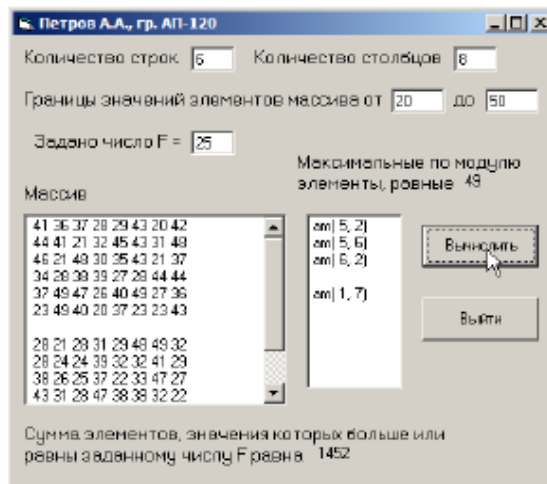 Петров А.А., гр. АП-120
Количество строк 6 Количество столбцов 8
Границы значений элементов массива от 20 до 50
Задано число F = 25
Максимальные по модулю
элементы, равные 49
Массив
41 36 37 28 29 43 20 42
44 41 21 32 45 43 31 48
46 21 48 30 35 43 21 37
34 28 38 39 27 28 44 44
37 49 47 26 40 49 27 36
23 49 40 20 37 23 23 43
28 21 28 31 29 48 49 32
28 24 24 39 32 32 41 29
38 26 25 37 22 33 47 27
43 31 28 47 38 38 32 22
am( 5, 2)
am( 5, 6)
am( 6, 2)
am( 1, 7)
Вычислить
Выйти
Сумма элементов, значения которых больше или
равны заданному числу F равна 1452